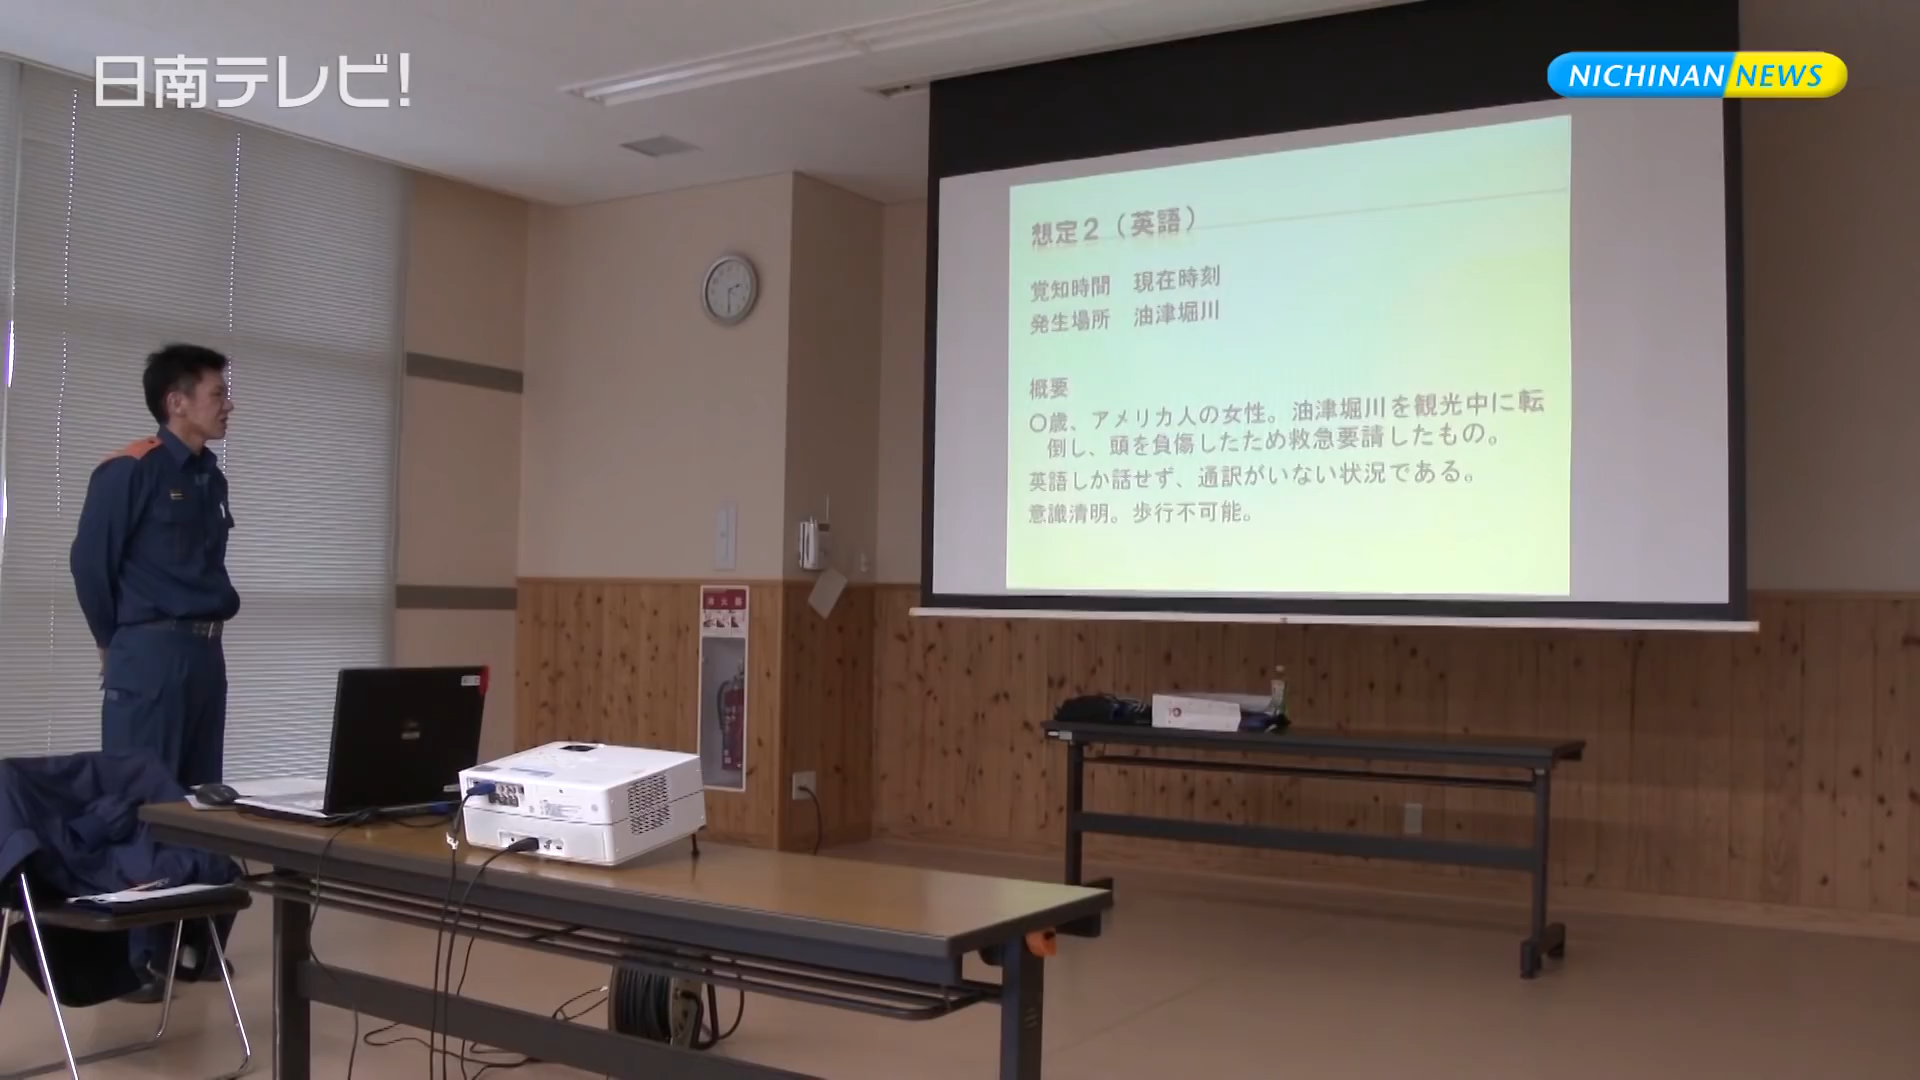 日南テレビ!
NICHINAN NEWS
想定2（英語）
覚知時間　現在時刻
発生場所　油津堀川
概要
〇歳、アメリカ人の女性。油津堀川を観光中に転
倒し、頭を負傷したため救急要請したもの。
英語しか話せず、通訳がいない状況である。
意識清明。歩行不可能。
消火器